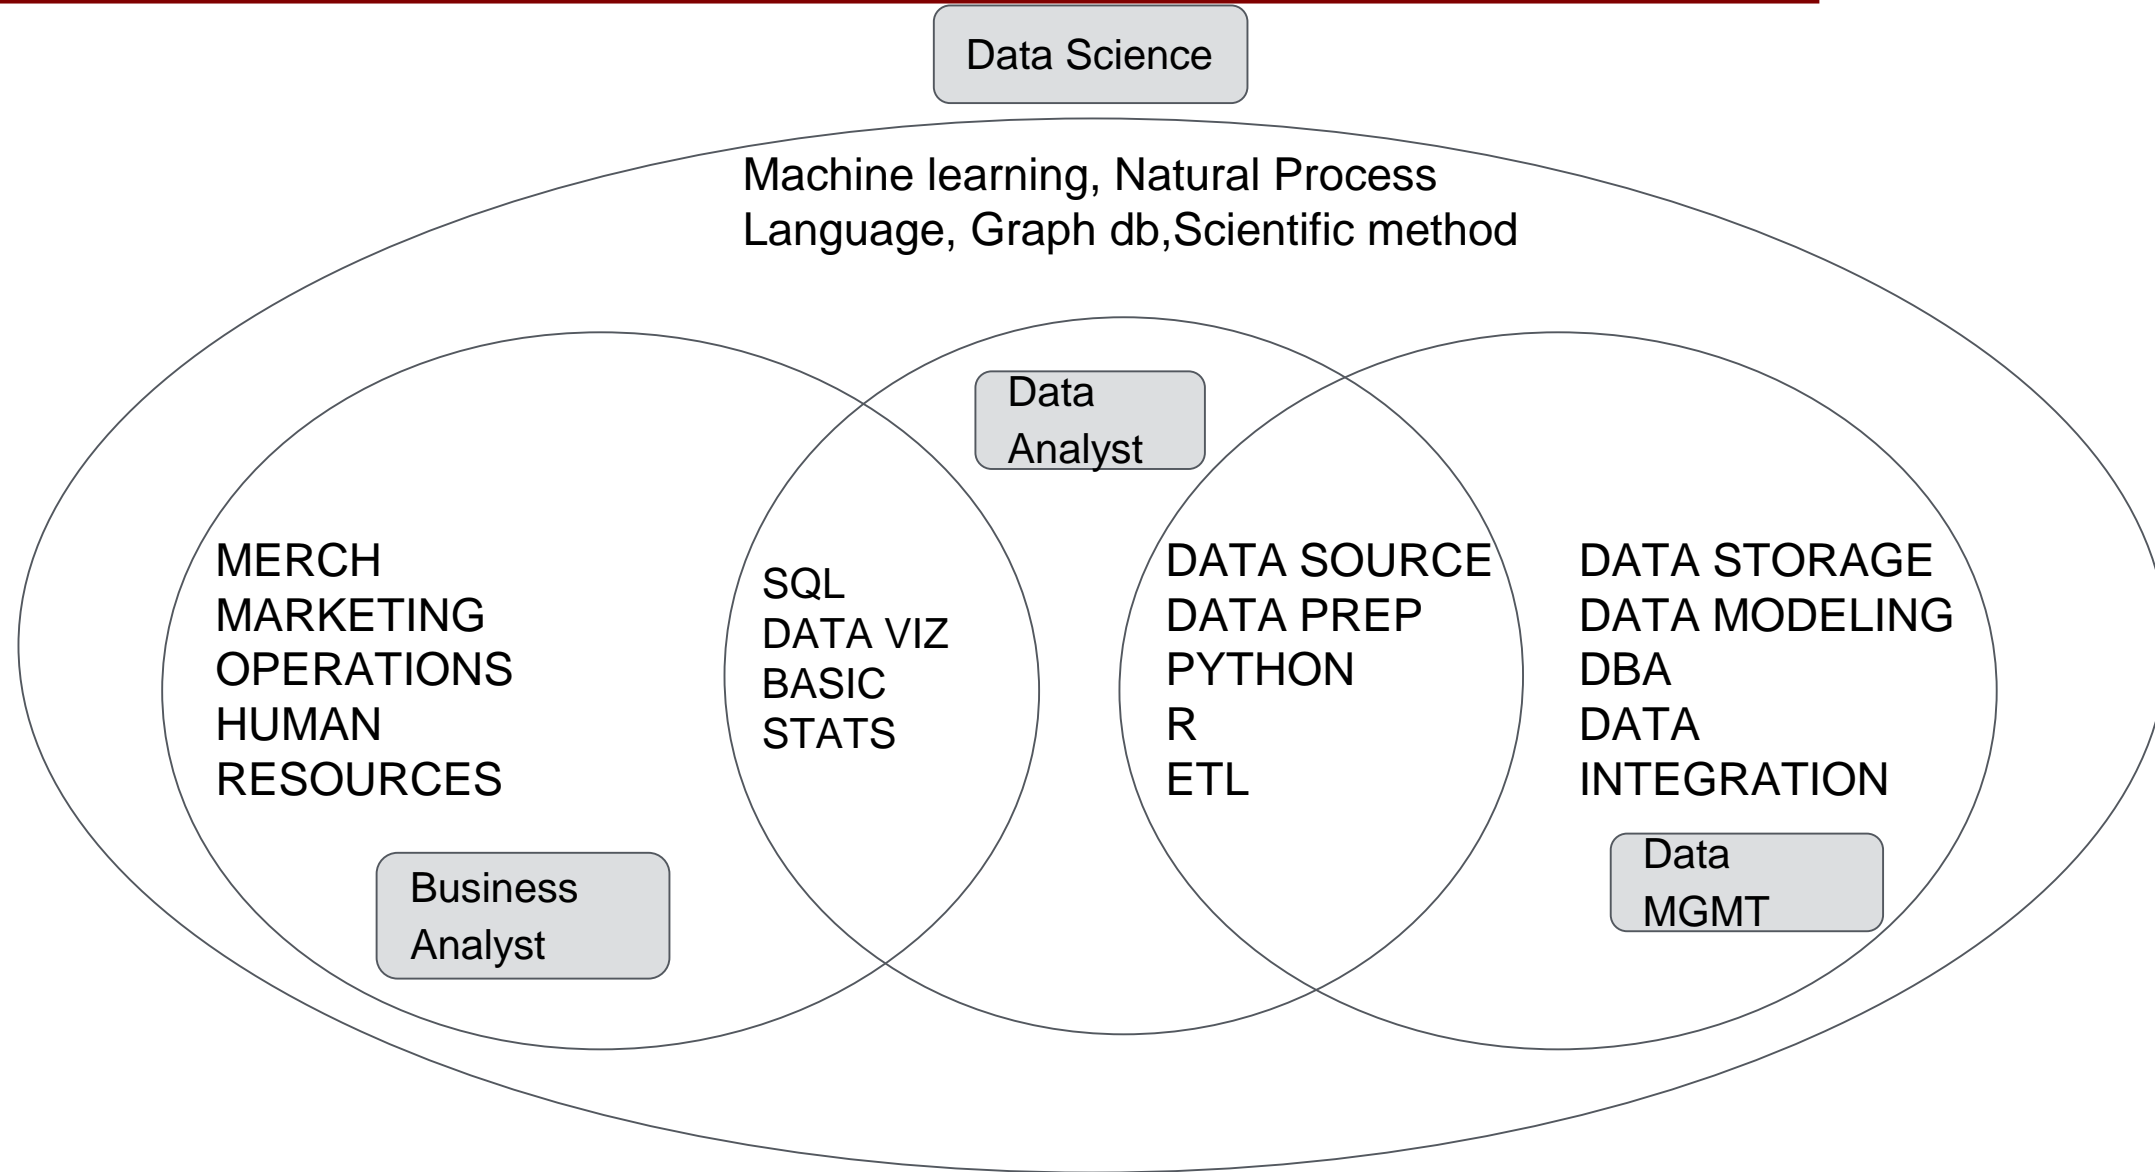 Data Science
Machine learning, Natural Process
Language, Graph db,Scientific method
Data
Analyst
MERCH
MARKETING
OPERATIONS
HUMAN
RESOURCES
SQL
DATA VIZ
BASIC
STATS
DATA SOURCE
DATA PREP
PYTHON
R
ETL
DATA STORAGE
DATA MODELING
DBA
DATA
INTEGRATION
Business
Analyst
Data
MGMT